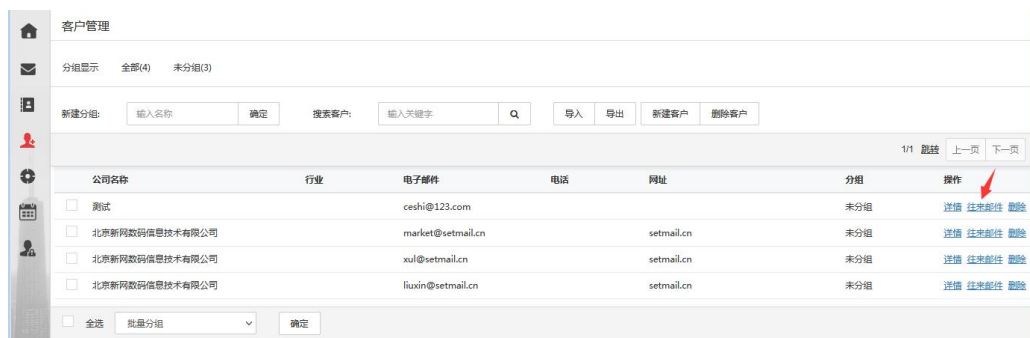 客户管理
分组显示 全部(4) 未分组(3)
新建分组: 输入名称 确定 搜索客户: 输入关键字 导入 导出 新建客户 删除客户
1/1 跳转 上一页 下一页
公司名称 行业 电子邮件 电话 网址 分组 操作
测试 ceshi@123.com 未分组 详情 往来邮件 删除
北京新网数码信息技术有限公司 market@setmail.cn setmail.cn 未分组 详情 往来邮件 删除
北京新网数码信息技术有限公司 xul@setmail.cn setmail.cn 未分组 详情 往来邮件 删除
北京新网数码信息技术有限公司 liuxin@setmail.cn setmail.cn 未分组 详情 往来邮件 删除
全选 批量分组 确定